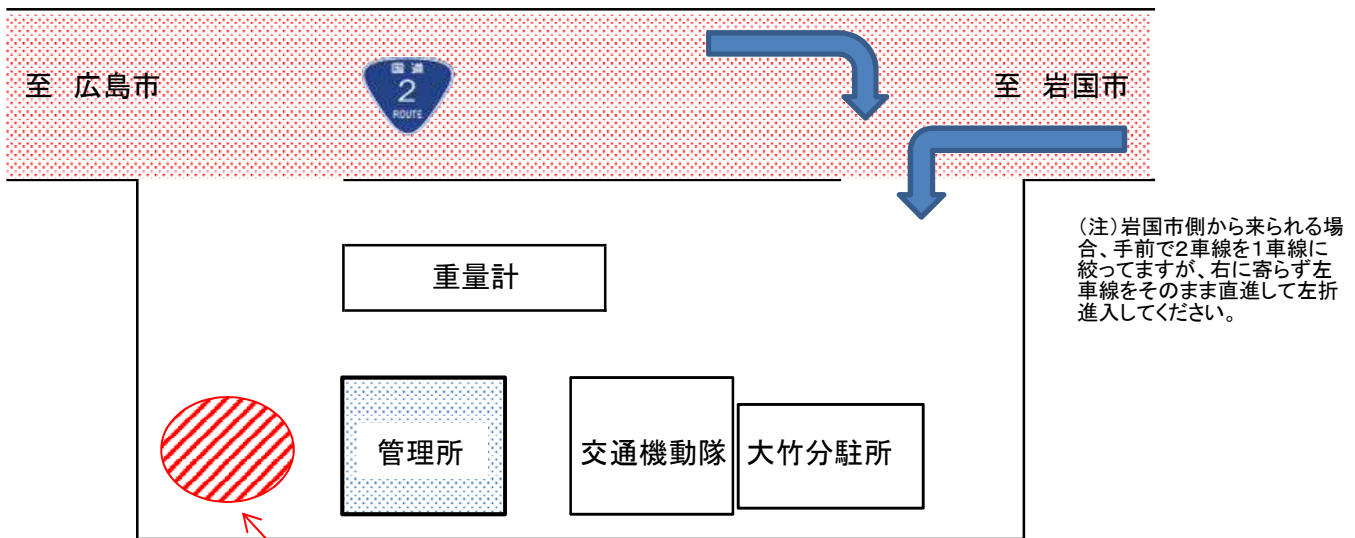 至 広島市
国道
2
ROUTE
至 岩国市
(注)岩国市側から来られる場
合、手前で2車線を1車線に
絞ってますが、右に寄らず左
車線をそのまま直進して左折
進入してください。
重量計
管理所
交通機動隊
大竹分駐所